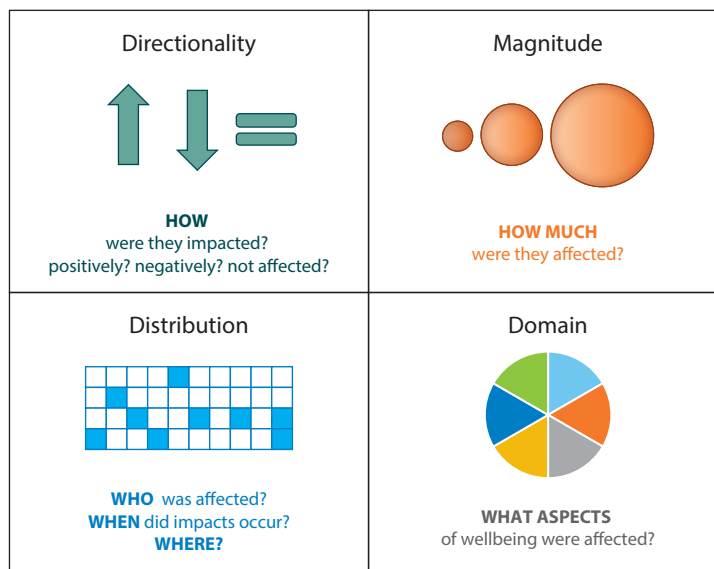 Directionality
HOW
were they impacted?
positively? negatively? not affected?
Magnitude
HOW MUCH
were they affected?
Distribution
WHO was affected?
WHEN did impacts occur?
WHERE?
Domain
WHAT ASPECTS
of wellbeing were affected?